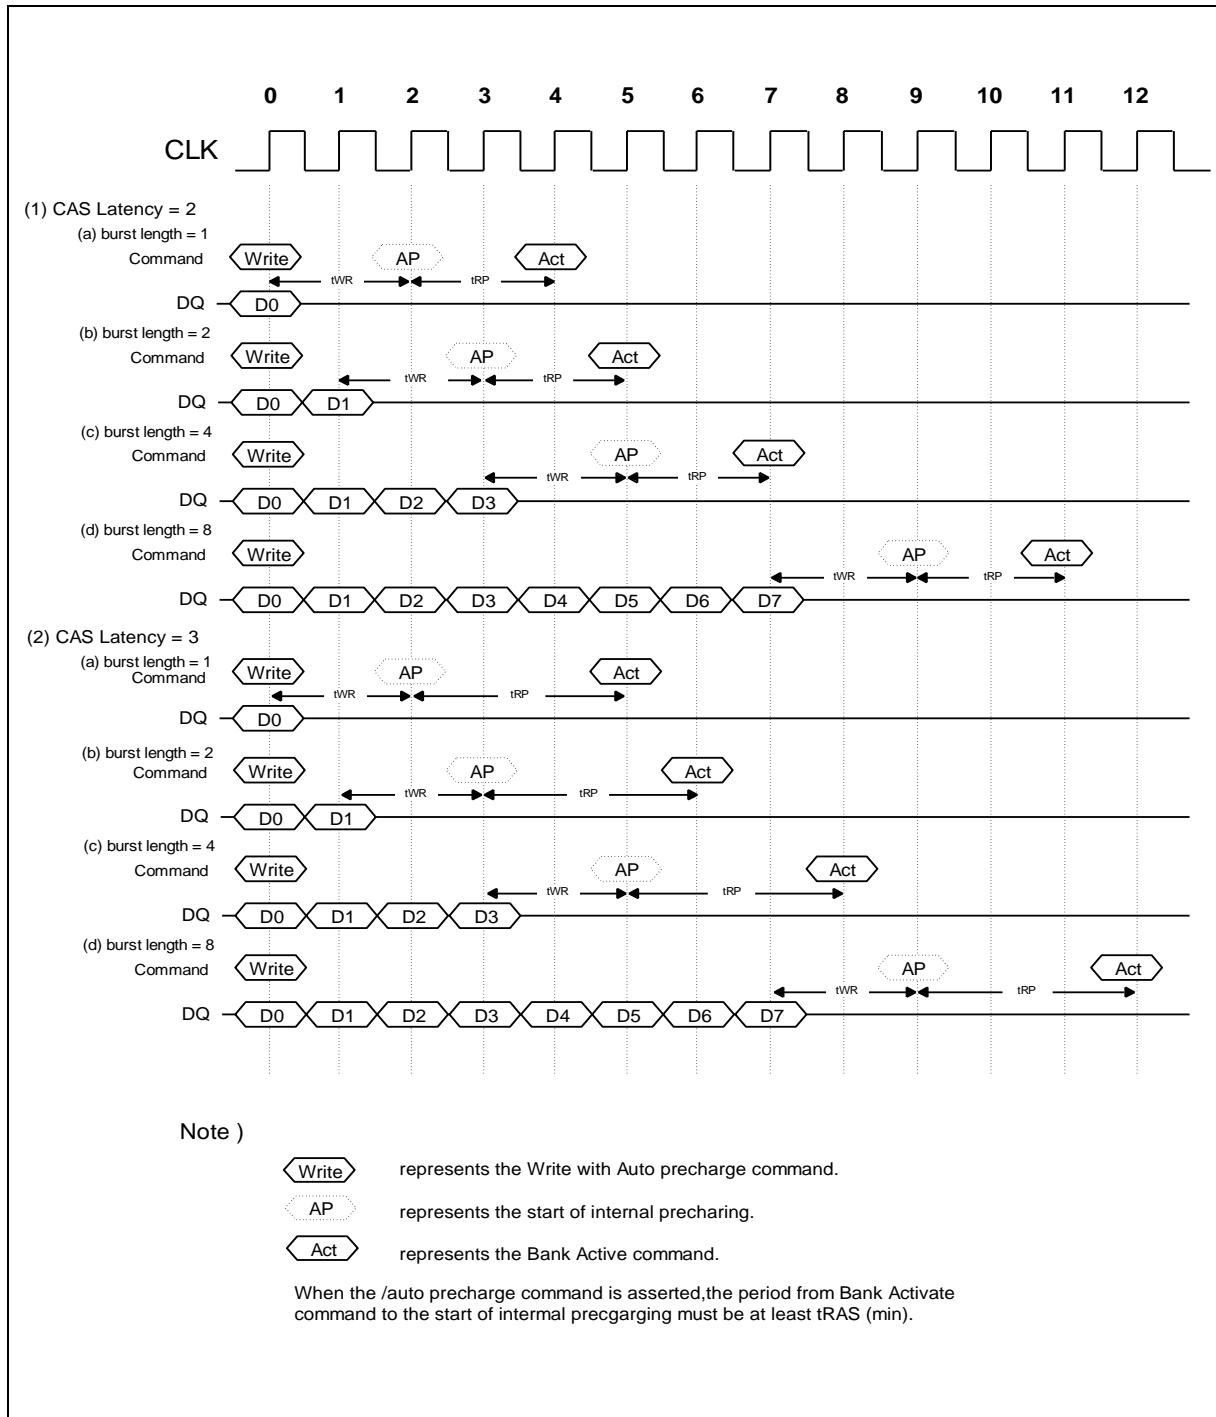 0 1 2 3 4 5 6 7 8 9 10 11 12
CLK
(1) CAS Latency = 2
(a) burst length = 1
Command Write AP Act
tWR tRP
DQ D0
(b) burst length = 2
Command Write AP Act
tWR tRP
DQ D0 D1
(c) burst length = 4
Command Write AP Act
tWR tRP
DQ D0 D1 D2 D3
(d) burst length = 8
Command Write AP Act
tWR tRP
DQ D0 D1 D2 D3 D4 D5 D6 D7
(2) CAS Latency = 3
(a) burst length = 1
Command Write AP Act
tWR tRP
DQ D0
(b) burst length = 2
Command Write AP Act
tWR tRP
DQ D0 D1
(c) burst length = 4
Command Write AP Act
tWR tRP
DQ D0 D1 D2 D3
(d) burst length = 8
Command Write AP Act
tWR tRP
DQ D0 D1 D2 D3 D4 D5 D6 D7
Note )
Write represents the Write with Auto precharge command.
AP represents the start of internal precharing.
Act represents the Bank Active command.
When the /auto precharge command is asserted,the period from Bank Activate
command to the start of intermal precgarging must be at least tRAS (min).